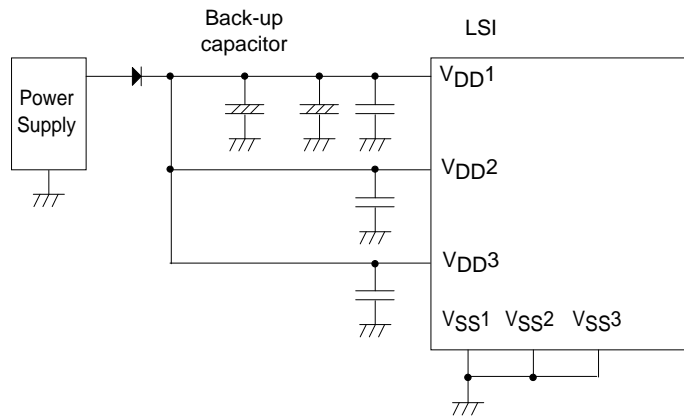 Back-up
capacitor
LSI
Power
Supply
VDD1
VDD2
VDD3
VSS1 VSS2 VSS3